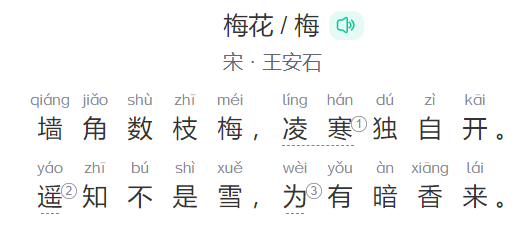 梅花 / 梅
宋 · 王安石
qiáng jiǎo shù zhī méi líng hán dú zì kāi
墙角数枝梅，凌寒①独自开。
yáo zhī bú shì xuě wèi yǒu àn xiāng lái
遥②知不是雪，为③有暗香来。